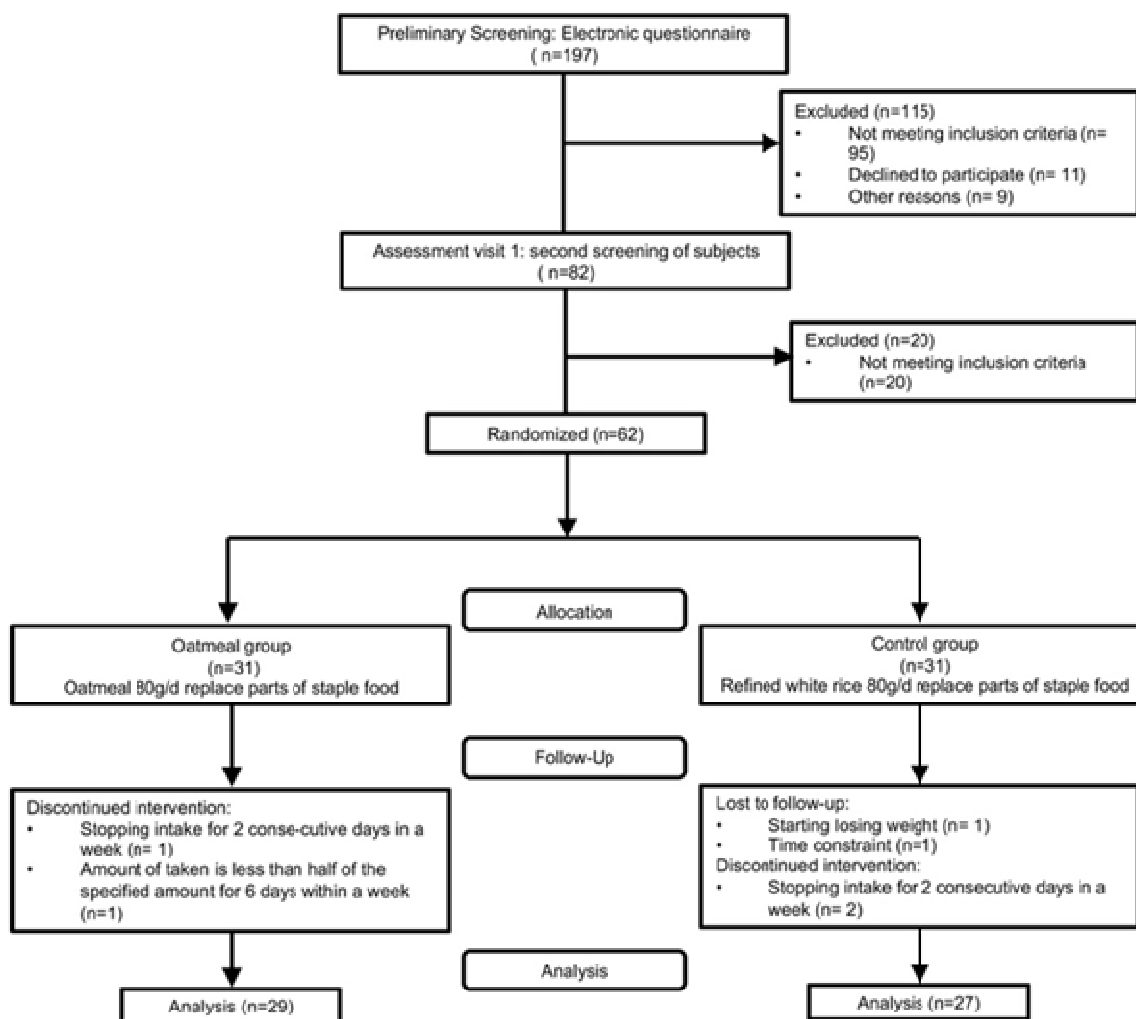 Preliminary Screening: Electronic questionnaire
( n=197)
Excluded (n=115)
• Not meeting inclusion criteria (n=
95)
• Declined to participate (n= 11)
• Other reasons (n= 9)
Assessment visit 1: second screening of subjects
( n=82)
Excluded (n=20)
• Not meeting inclusion criteria
(n=20)
Randomized (n=62)
Allocation
Oatmeal group
(n=31)
Oatmeal 80g/d replace parts of staple food
Control group
(n=31)
Refined white rice 80g/d replace parts of staple food
Follow-Up
Discontinued intervention:
• Stopping intake for 2 conse-cutive days in a
week (n= 1)
• Amount of taken is less than half of the
specified amount for 6 days within a week
(n=1)
Lost to follow-up:
• Starting losing weight (n= 1)
• Time constraint (n=1)
Discontinued intervention:
• Stopping intake for 2 consecutive days in a
week (n= 2)
Analysis
Analysis (n=29)
Analysis (n=27)